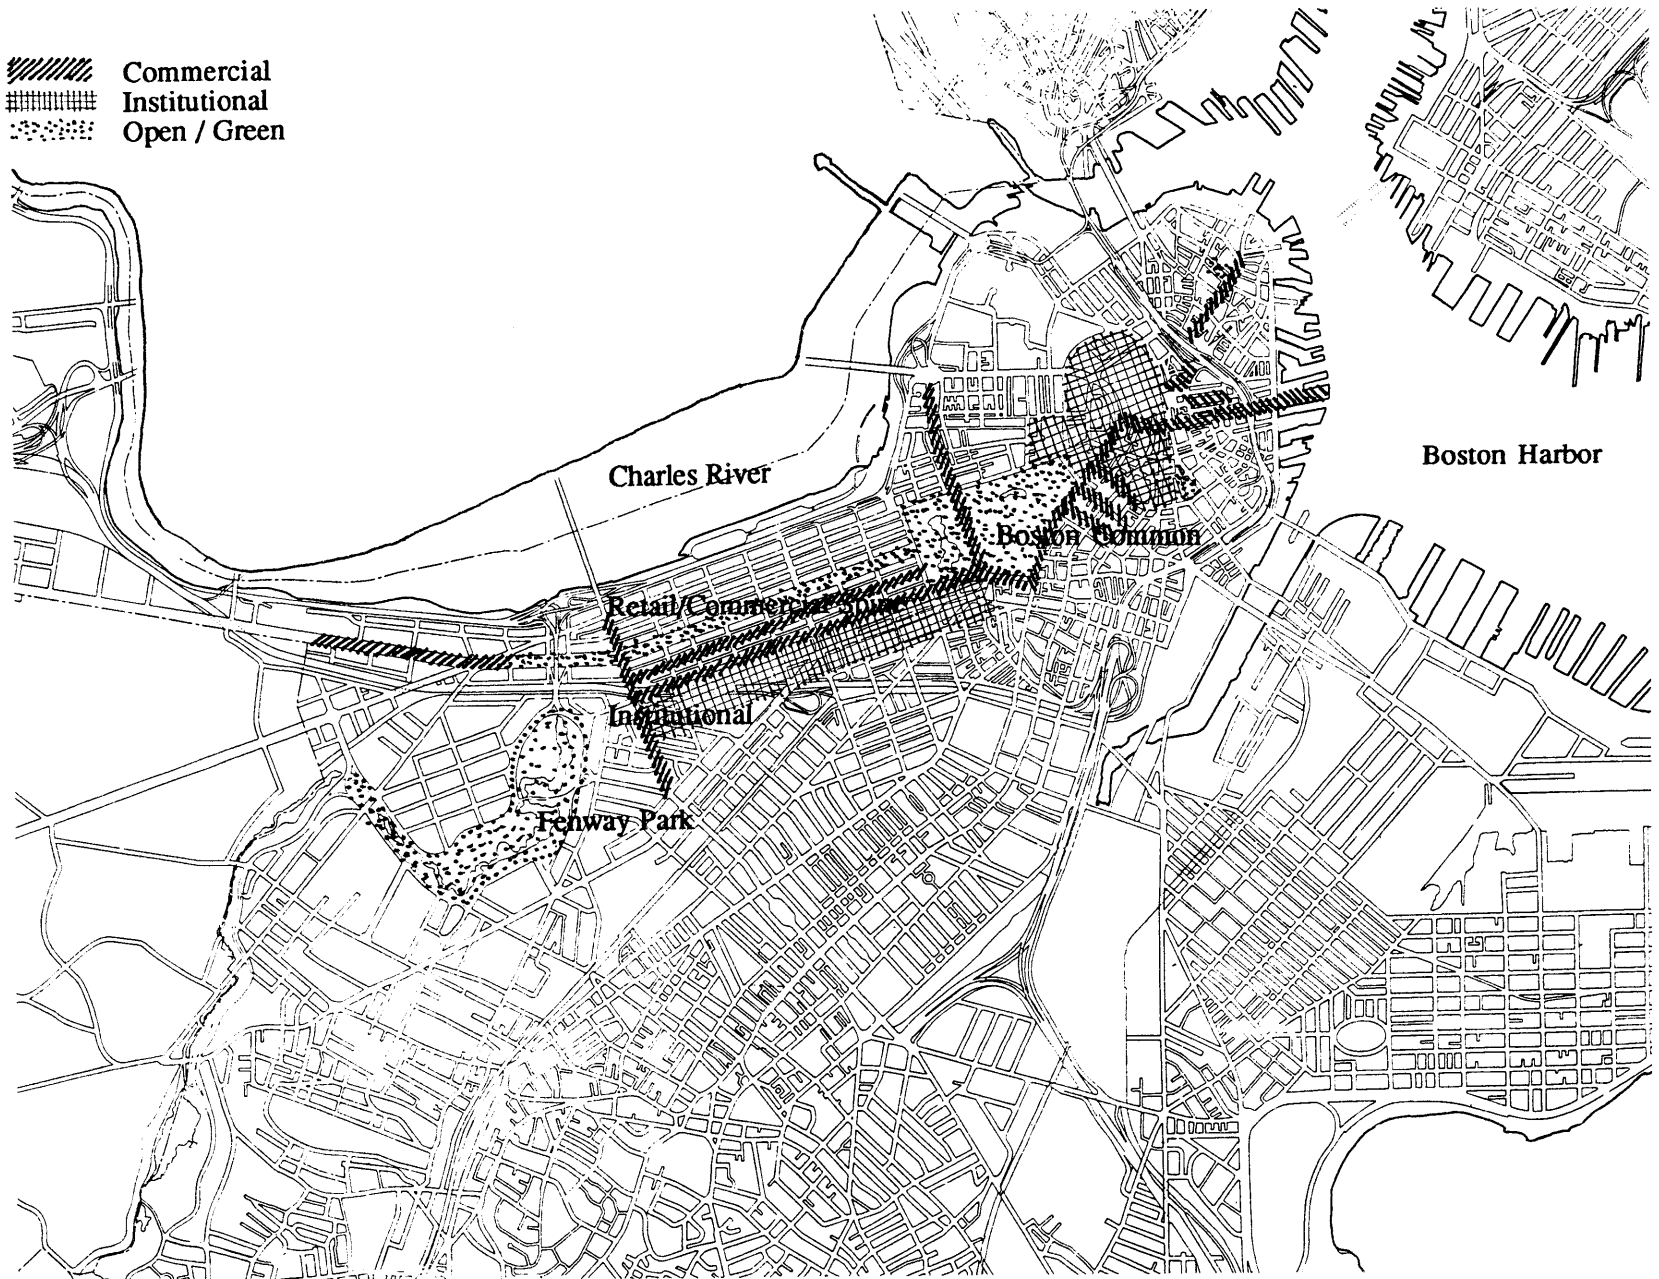 Commercial
Institutional
Open / Green
Charles River
Boston Harbor
Boston Common
Retail/Commercial Spine
Institutional
Fenway Park